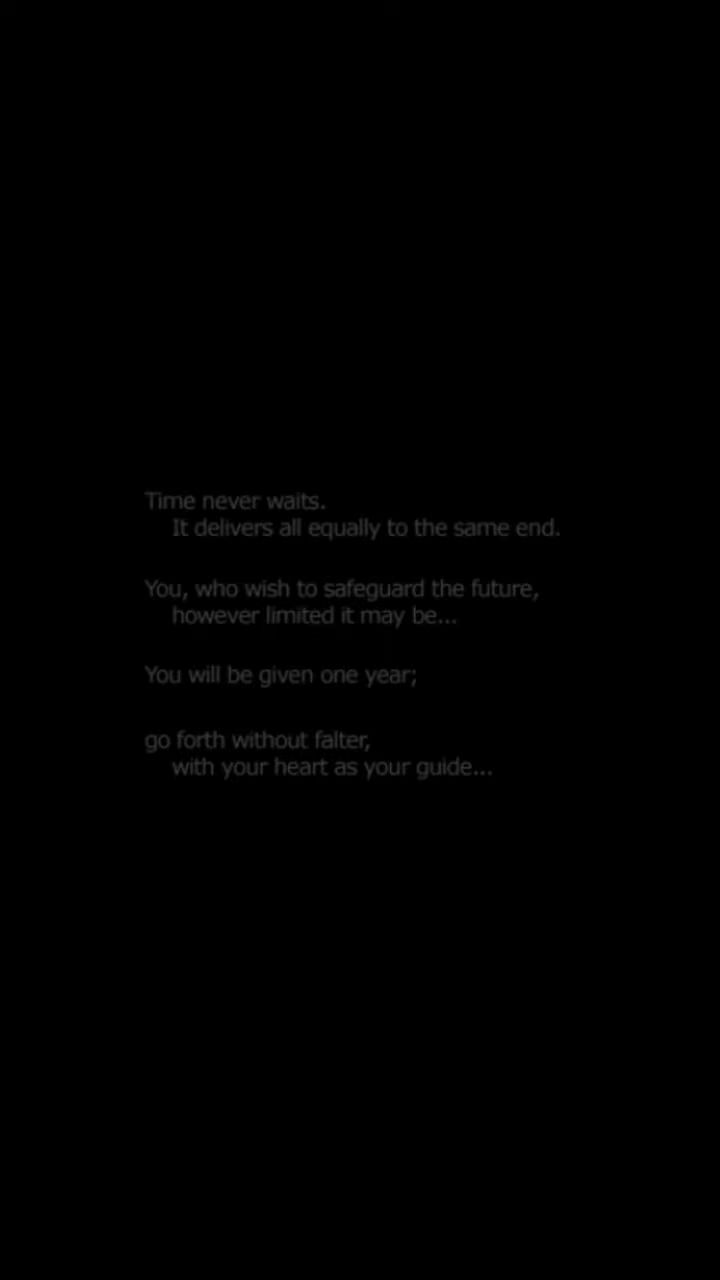 Time never waits.
It delivers all equally to the same end.
You, who wish to safeguard the future,
however limited it may be...
You will be given one year;
go forth without falter,
with your heart as your guide...